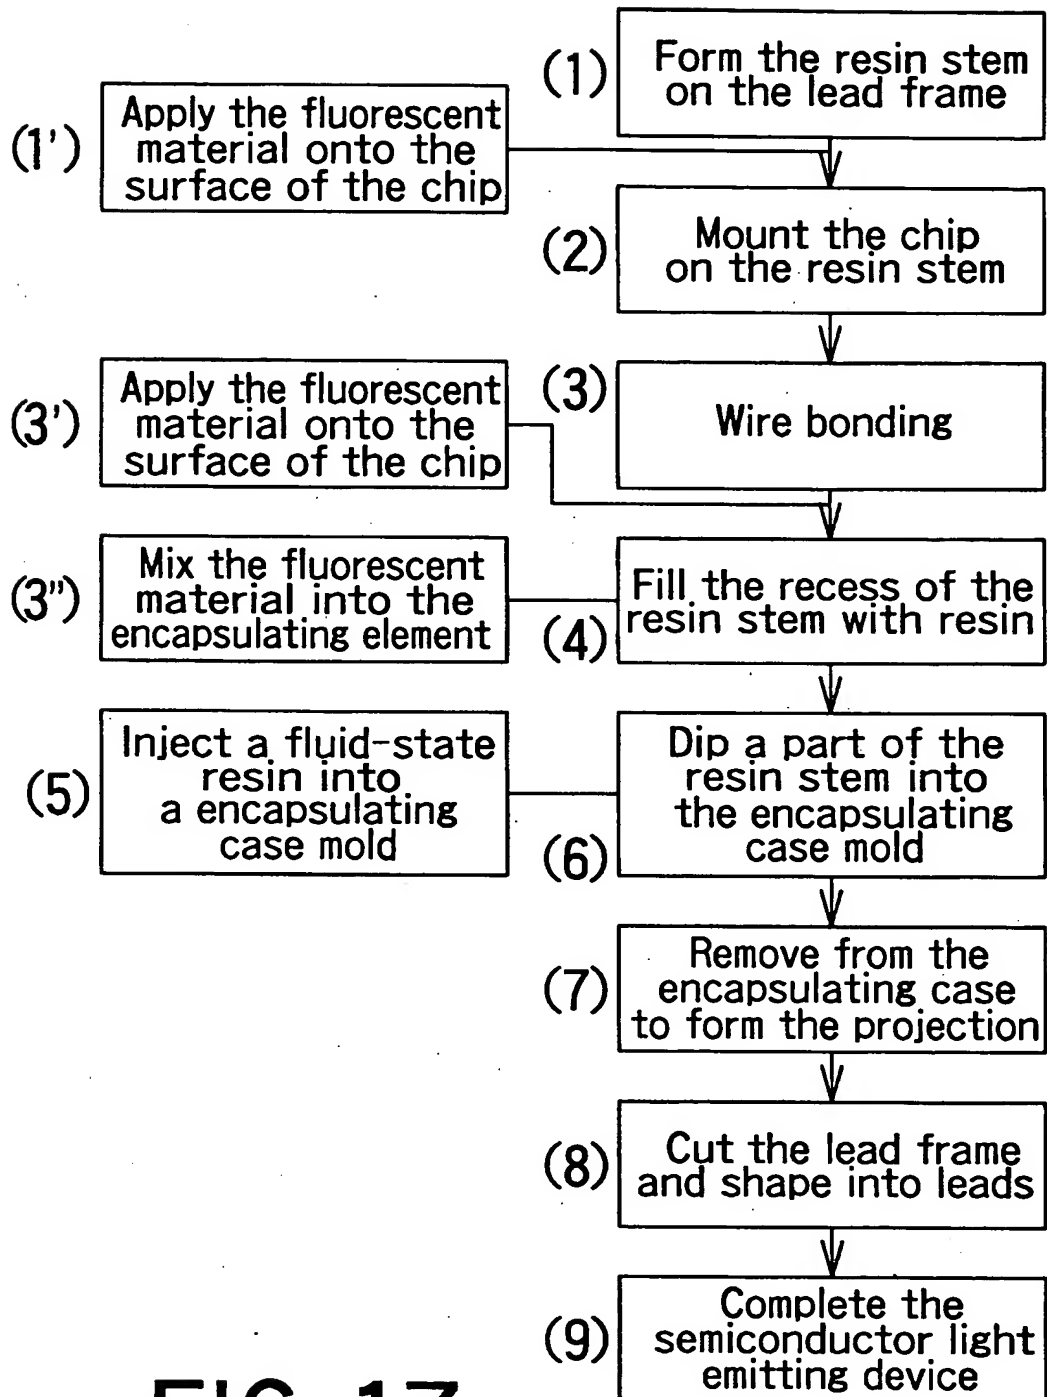 (1)
Form the resin stem
on the lead frame
(1')
Apply the fluorescent
material onto the
surface of the chip
(2)
Mount the chip
on the resin stem
(3)
Wire bonding
(3')
Apply the fluorescent
material onto the
surface of the chip
(3")
Mix the fluorescent
material into the
encapsulating element
(4)
Fill the recess of the
resin stem with resin
(5)
Inject a fluid-state
resin into
a encapsulating
case mold
(6)
Dip a part of the
resin stem into
the encapsulating
case mold
(7)
Remove from the
encapsulating case
to form the projection
(8)
Cut the lead frame
and shape into leads
(9)
Complete the
semiconductor light
emitting device
FIG. 17